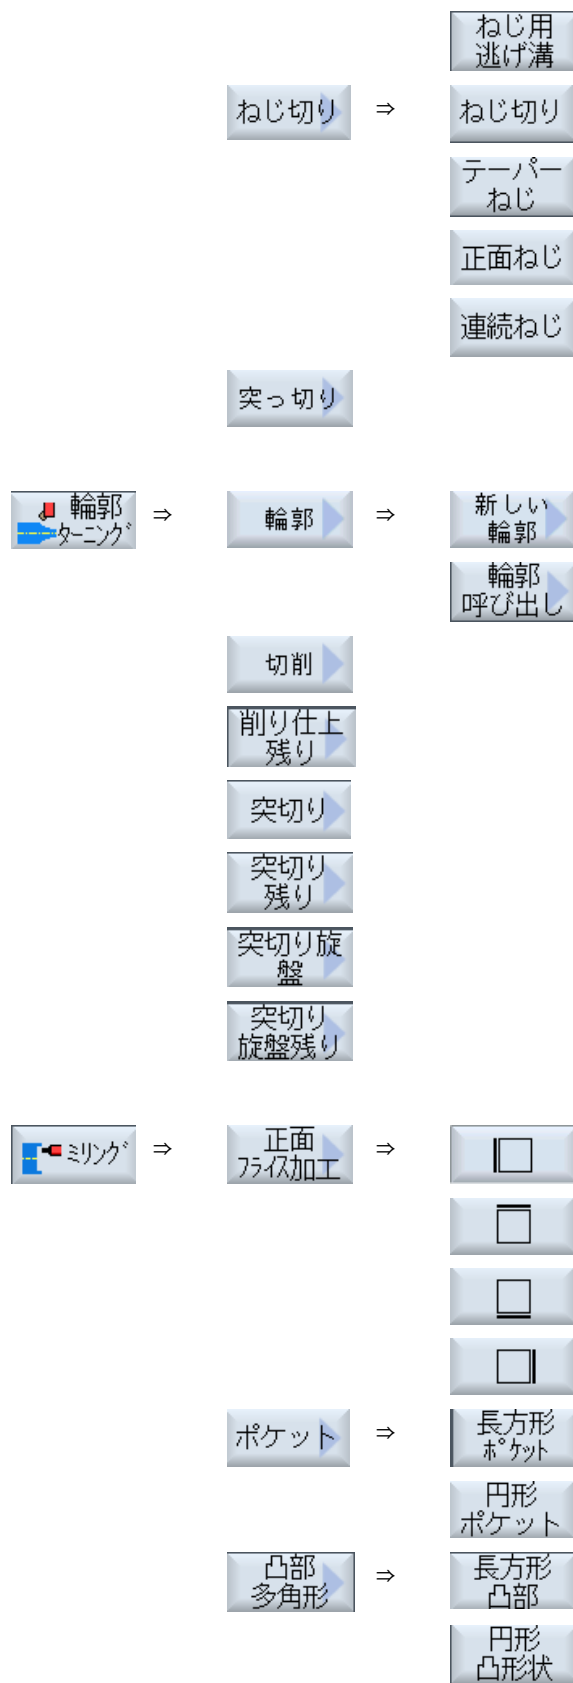 ねじ用
逃げ溝
ねじ切り ⇒ ねじ切り
テーパー
ねじ
正面ねじ
連続ねじ
突っ切り
輪郭
ターニング ⇒ 輪郭 ⇒ 新しい
輪郭
輪郭
呼び出し
切削
削り仕上
残り
突切り
突切り
残り
突切り旋
盤
突切り
旋盤残り
ミリング ⇒ 正面
フライス加工 ⇒
ポケット ⇒ 長方形
ポケット
円形
ポケット
凸部
多角形 ⇒ 長方形
凸部
円形
凸形状